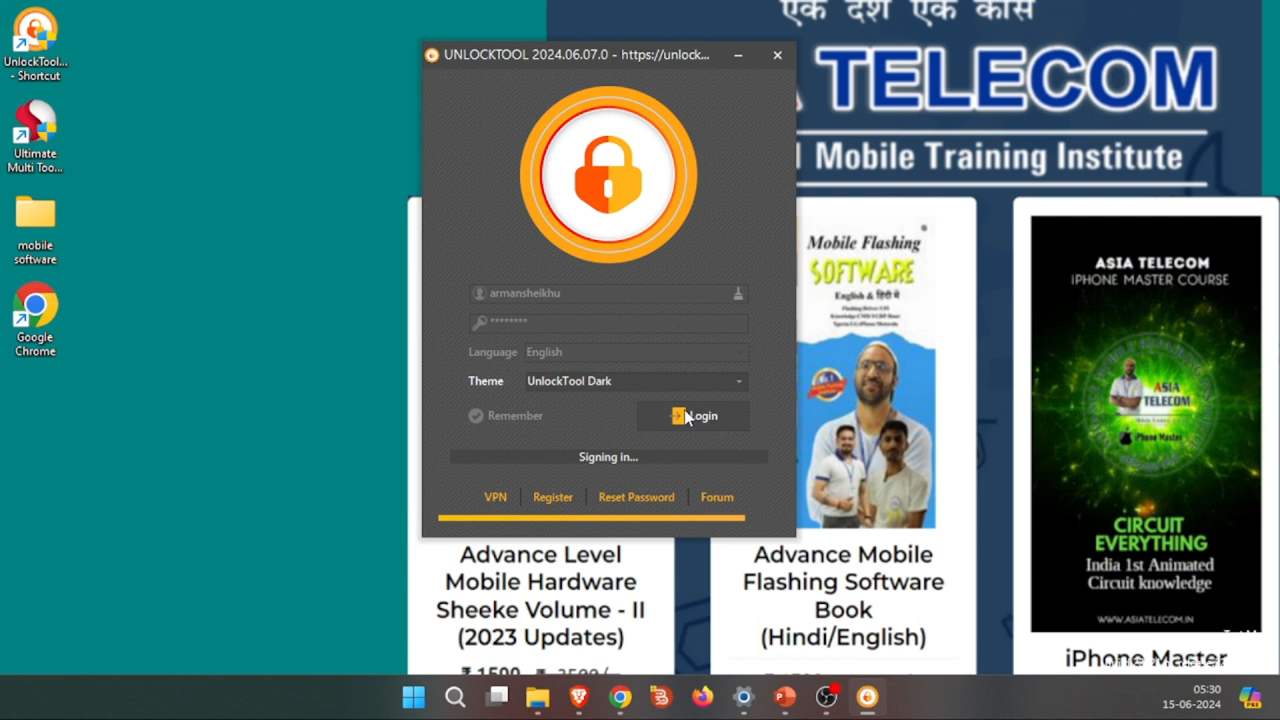 एक देश एक कोर्स
TELECOM
Mobile Training Institute
UnlockTool...
- Shortcut
Ultimate
Multi Too...
mobile
software
Google
Chrome
UNLOCKTOOL 2024.06.07.0 - https://unlock...
armansheikhu
********
Language English
Theme UnlockTool Dark
Remember
Login
Signing in...
VPN
Register
Reset Password
Forum
Advance Level
Mobile Hardware
Sheeke Volume - II
(2023 Updates)
Mobile Flashing
SOFTWARE
English & हिंदी में
Advance Mobile
Flashing Software
Book
(Hindi/English)
ASIA TELECOM
iPHONE MASTER COURSE
ASIA
TELECOM
iPhone Master
CIRCUIT
EVERYTHING
India 1st Animated
Circuit knowledge
WWW.ASIATELECOM.IN
iPhone Master
05:30
15-06-2024
PRE